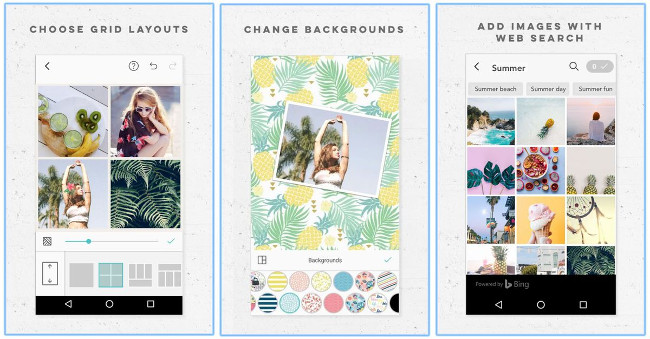 CHOOSE GRID LAYOUTS
CHANGE BACKGROUNDS
Backgrounds
ADD IMAGES WITH
WEB SEARCH
Summer
0
Summer beach
Summer day
Summer fun
Powered by Bing